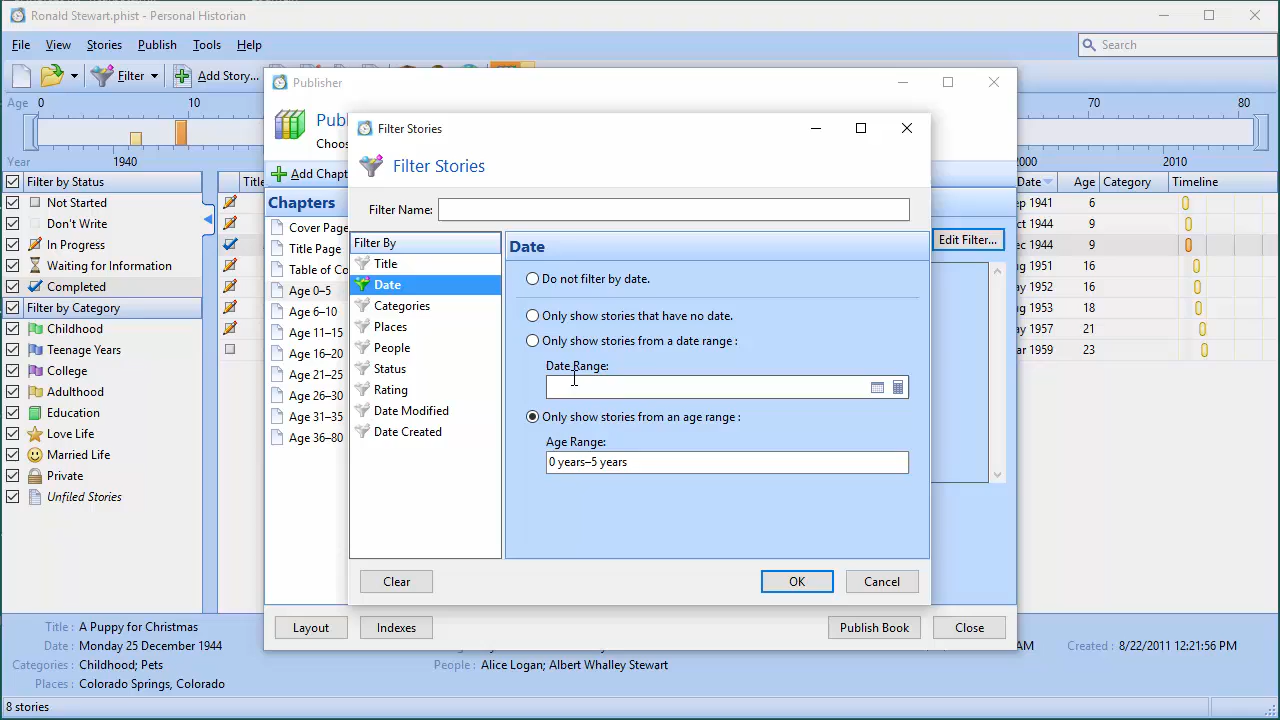 Ronald Stewart.phist - Personal Historian
File View Stories Publish Tools Help
Search
Filter
Add Story...
Age 0 10 70 80
Year 1940 2000 2010
Filter by Status
Not Started
Don't Write
In Progress
Waiting for Information
Completed
Filter by Category
Childhood
Teenage Years
College
Adulthood
Education
Love Life
Married Life
Private
Unfiled Stories
Date Age Category Timeline
1941 6
1944 9
1944 9
1951 16
1952 16
1953 18
1957 21
1959 23
Publisher
Add
Chapters
Cover Page
Title Page
Table of
Age 0–5
Age 6–10
Age 11–15
Age 16–20
Age 21–25
Age 26–30
Age 31–35
Age 36–80
Edit Filter...
Layout
Indexes
Publish Book
Close
Filter Stories
Filter Stories
Filter Name:
Filter By
Title
Date
Categories
Places
People
Status
Rating
Date Modified
Date Created
Date
Do not filter by date.
Only show stories that have no date.
Only show stories from a date range :
Date Range:
Only show stories from an age range :
Age Range:
0 years–5 years
Clear
OK
Cancel
Title : A Puppy for Christmas
Date : Monday 25 December 1944
Categories : Childhood; Pets
Places : Colorado Springs, Colorado
People : Alice Logan; Albert Whalley Stewart
AM
Created : 8/22/2011 12:21:56 PM
8 stories